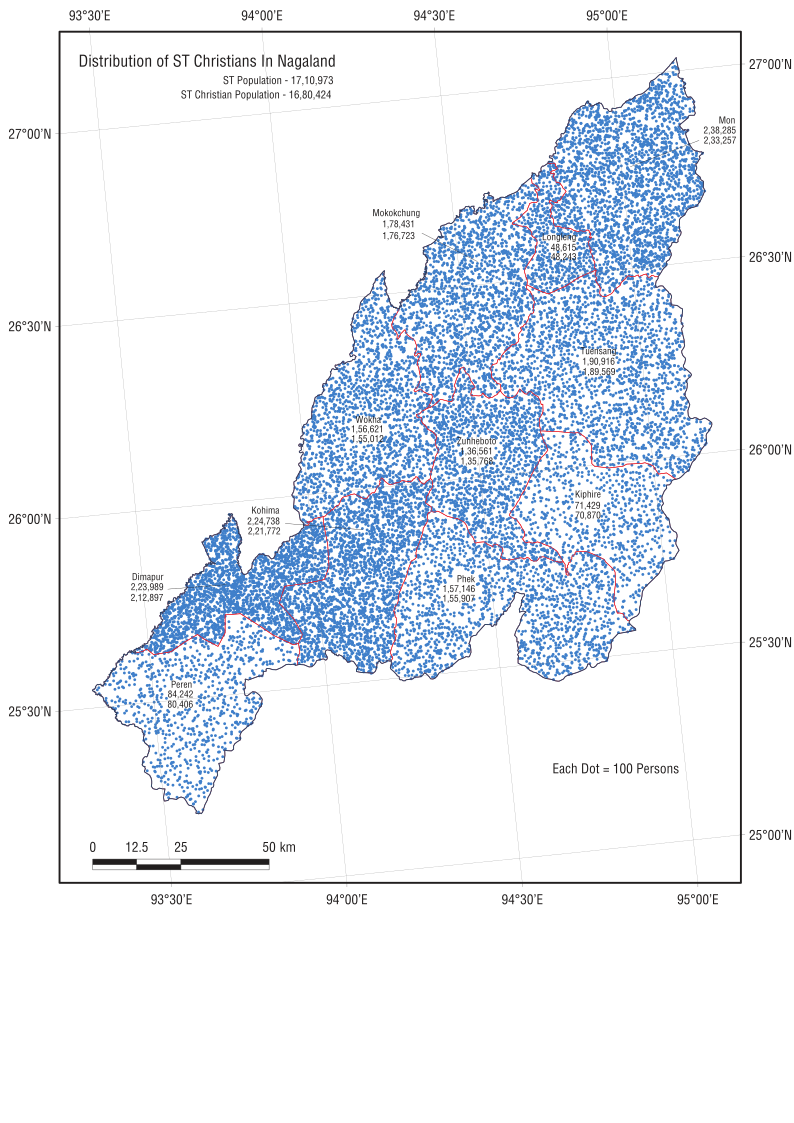 93°30'E 94°00'E 94°30'E 95°00'E
Distribution of ST Christians In Nagaland
ST Population - 17,10,973
ST Christian Population - 16,80,424
27°00'N
27°00'N
Mon
2,38,285
2,33,257
Mokokchung
1,78,431
1,76,723
Longleng
48,615
48,243
26°30'N
26°30'N
Tuensang
1,90,916
1,89,569
Wokha
1,56,621
1,55,012
Zunheboto
1,36,561
1,35,768
26°00'N
Kiphire
71,429
70,870
Kohima
2,24,738
2,21,772
26°00'N
Dimapur
2,23,989
2,12,897
Phek
1,57,146
1,55,907
25°30'N
Peren
84,242
80,406
25°30'N
Each Dot = 100 Persons
25°00'N
0 12.5 25 50 km
93°30'E 94°00'E 94°30'E 95°00'E